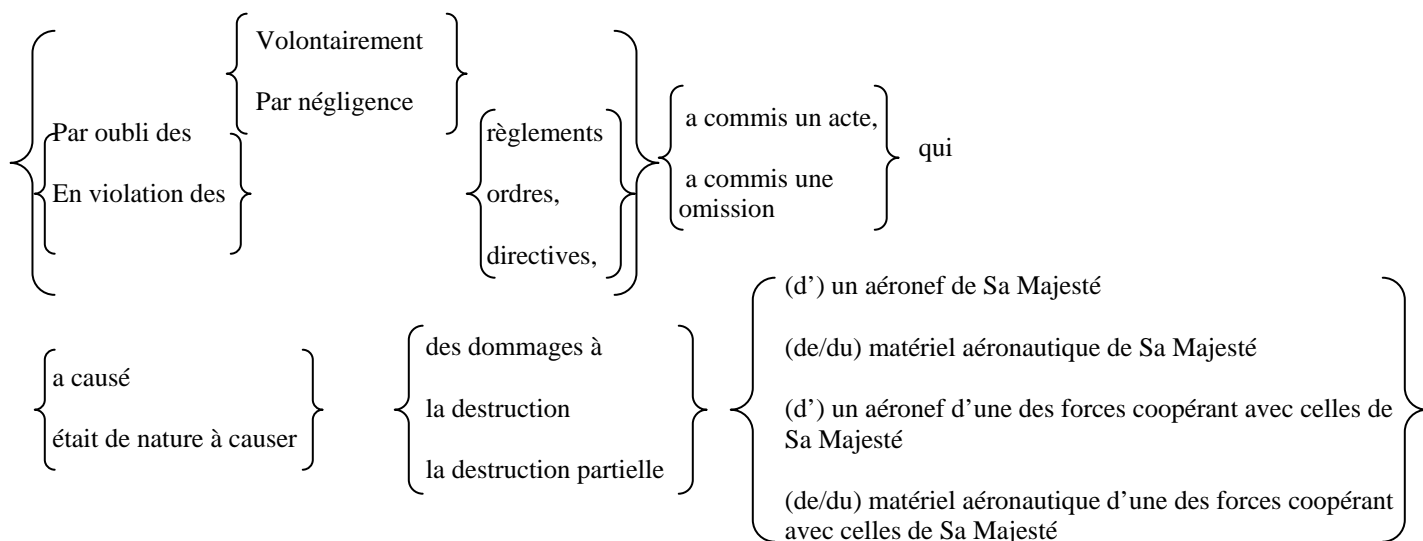 Volontairement
Par négligence
Par oubli des
En violation des
règlements
ordres,
directives,
a commis un acte,
a commis une
omission
qui
a causé
était de nature à causer
des dommages à
la destruction
la destruction partielle
(d’) un aéronef de Sa Majesté
(de/du) matériel aéronautique de Sa Majesté
(d’) un aéronef d’une des forces coopérant avec celles de
Sa Majesté
(de/du) matériel aéronautique d’une des forces coopérant
avec celles de Sa Majesté